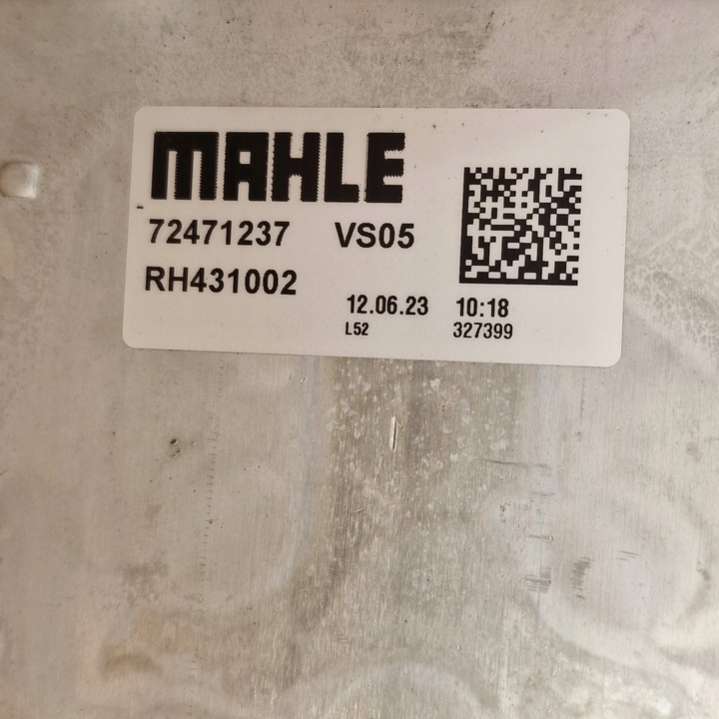 MAHLE
72471237 VS05
RH431002
12.06.23 10:18
L52 327399